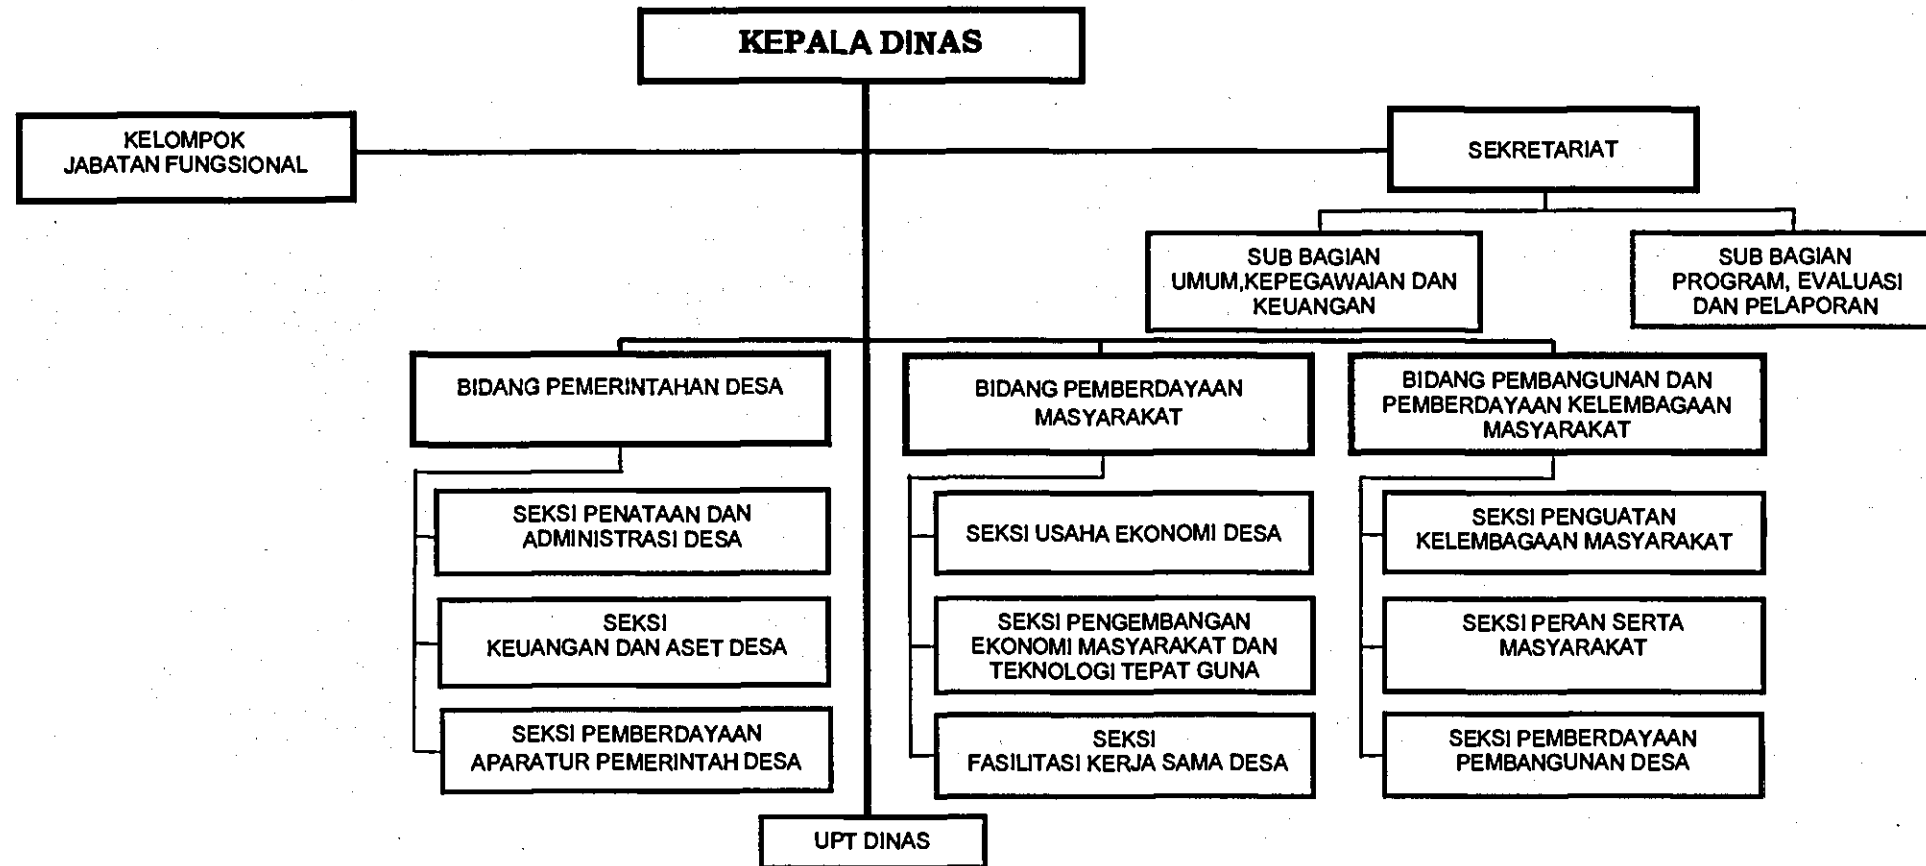 KEPALA DINAS
KELOMPOK
JABATAN FUNGSIONAL
SEKRETARIAT
SUB BAGIAN
UMUM,KEPEGAWAIAN DAN
KEUANGAN
SUB BAGIAN
PROGRAM, EVALUASI
DAN PELAPORAN
BIDANG PEMERINTAHAN DESA
BIDANG PEMBERDAYAAN
MASYARAKAT
BIDANG PEMBANGUNAN DAN
PEMBERDAYAAN KELEMBAGAAN
MASYARAKAT
SEKSI PENATAAN DAN
ADMINISTRASI DESA
SEKSI USAHA EKONOMI DESA
SEKSI PENGUATAN
KELEMBAGAAN MASYARAKAT
SEKSI
KEUANGAN DAN ASET DESA
SEKSI PENGEMBANGAN
EKONOMI MASYARAKAT DAN
TEKNOLOGI TEPAT GUNA
SEKSI PERAN SERTA
MASYARAKAT
SEKSI PEMBERDAYAAN
APARATUR PEMERINTAH DESA
SEKSI
FASILITASI KERJA SAMA DESA
SEKSI PEMBERDAYAAN
PEMBANGUNAN DESA
UPT DINAS